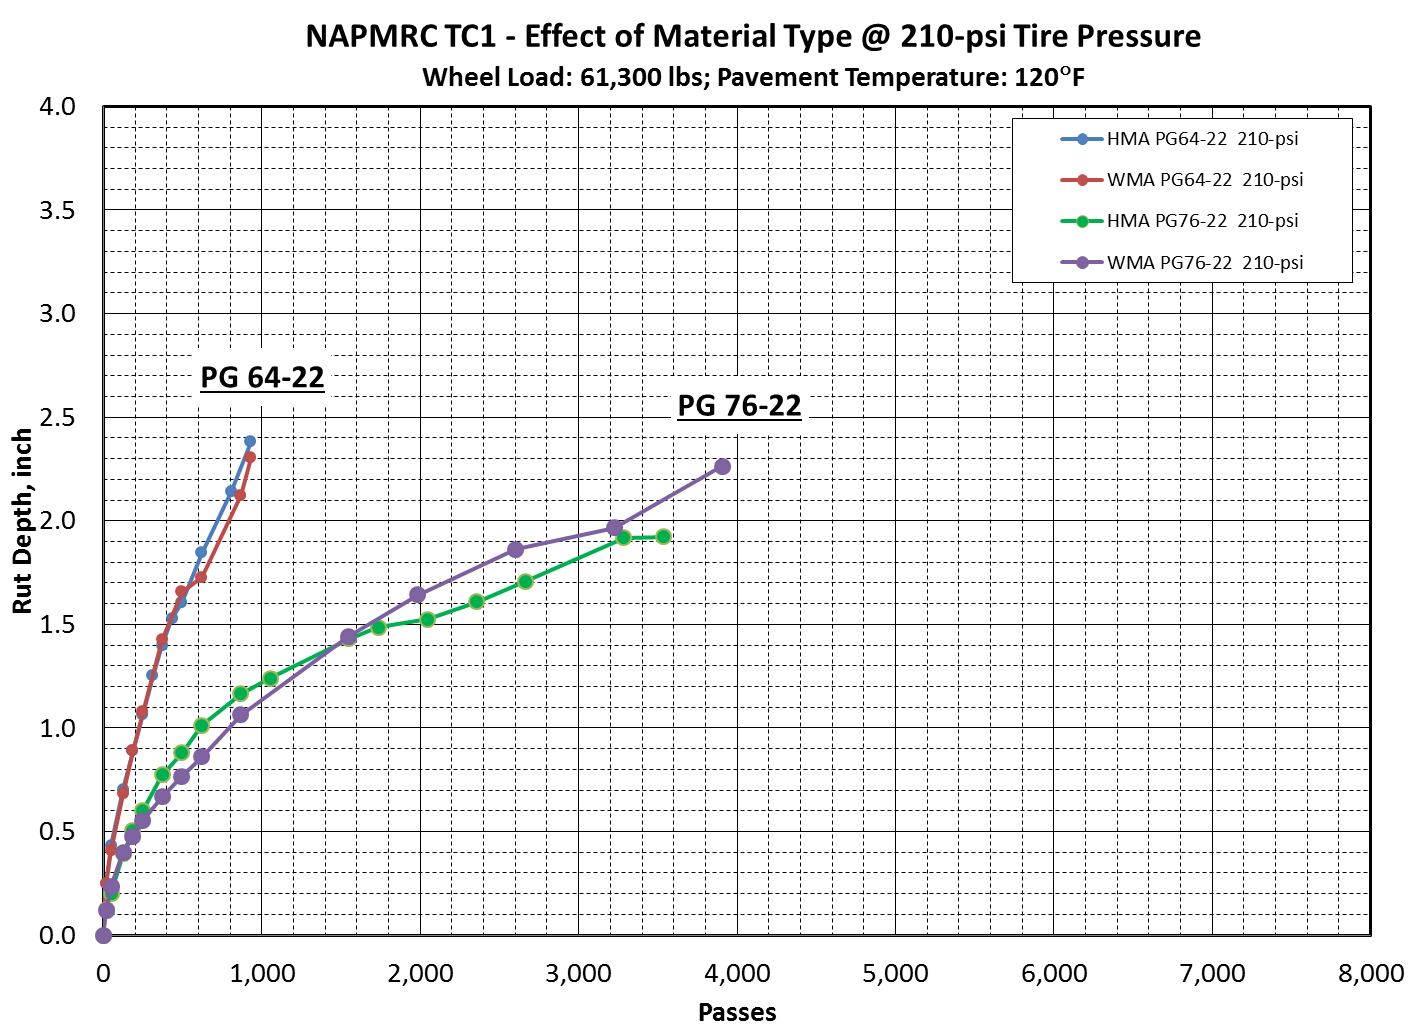 NAPMRC TC1 - Effect of Material Type @ 210-psi Tire Pressure
Wheel Load: 61,300 lbs; Pavement Temperature: 120°F
4.0
3.5
3.0
2.5
2.0
1.5
1.0
0.5
0.0
Rut Depth, inch
HMA PG64-22 210-psi
WMA PG64-22 210-psi
HMA PG76-22 210-psi
WMA PG76-22 210-psi
PG 64-22
PG 76-22
0 1,000 2,000 3,000 4,000 5,000 6,000 7,000 8,000
Passes